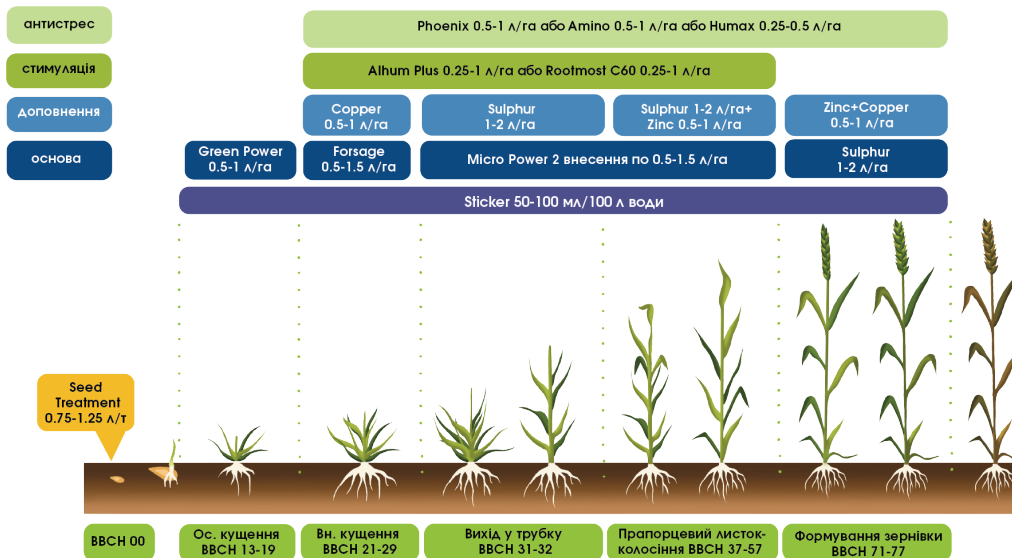 антистрес
Phoenix 0.5-1 л/га або Amino 0.5-1 л/га або Humax 0.25-0.5 л/га
стимуляція
Alhum Plus 0.25-1 л/га або Rootmost C60 0.25-1 л/га
доповнення
Copper
0.5-1 л/га
Sulphur
1-2 л/га
Sulphur 1-2 л/га+
Zinc 0.5-1 л/га
Zinc+Copper
0.5-1 л/га
основа
Green Power
0.5-1 л/га
Forsage
0.5-1.5 л/га
Micro Power 2 внесення по 0.5-1.5 л/га
Sulphur
1-2 л/га
Sticker 50-100 мл/100 л води
Seed
Treatment
0.75-1.25 л/т
BBCH 00
Ос. кущення
BBCH 13-19
Вн. кущення
BBCH 21-29
Вихід у трубку
BBCH 31-32
Прапорцевий листок-
колосіння BBCH 37-57
Формування зернівки
BBCH 71-77